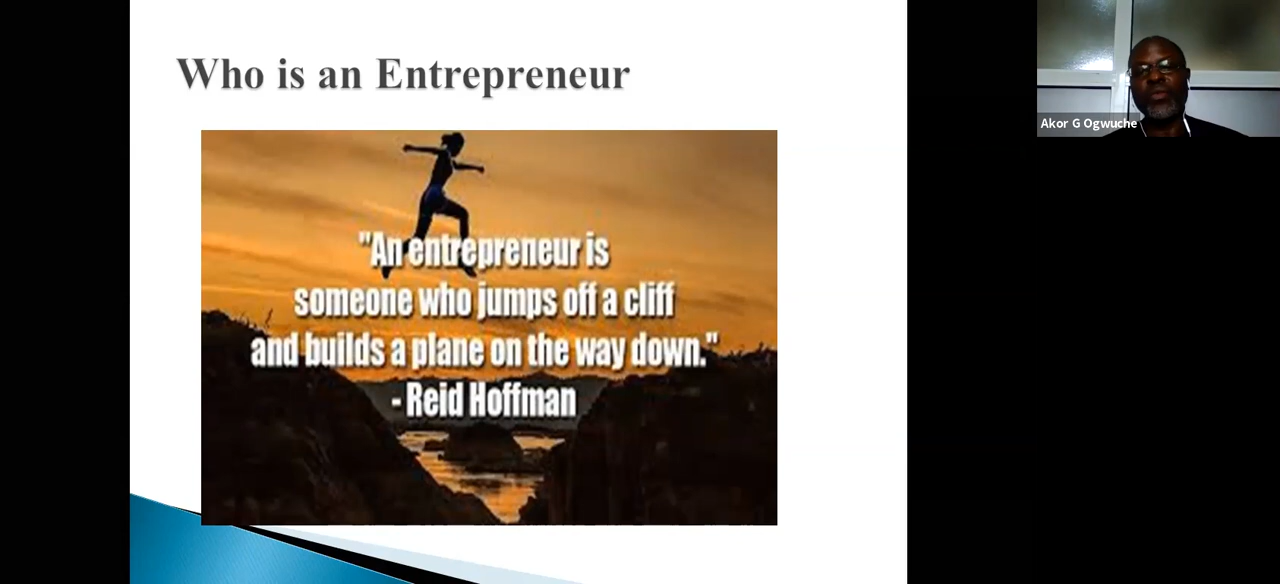 Who is an Entrepreneur
"An entrepreneur is
someone who jumps off a cliff
and builds a plane on the way down."
- Reid Hoffman
Akor G Ogwuche